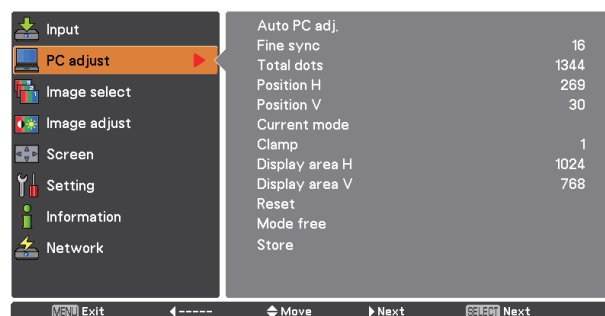 Input
PC adjust
Image select
Image adjust
Screen
Setting
Information
Network
Auto PC adj.
Fine sync 16
Total dots 1344
Position H 269
Position V 30
Current mode
Clamp 1
Display area H 1024
Display area V 768
Reset
Mode free
Store
MENU Exit ----- Move Next SELECT Next